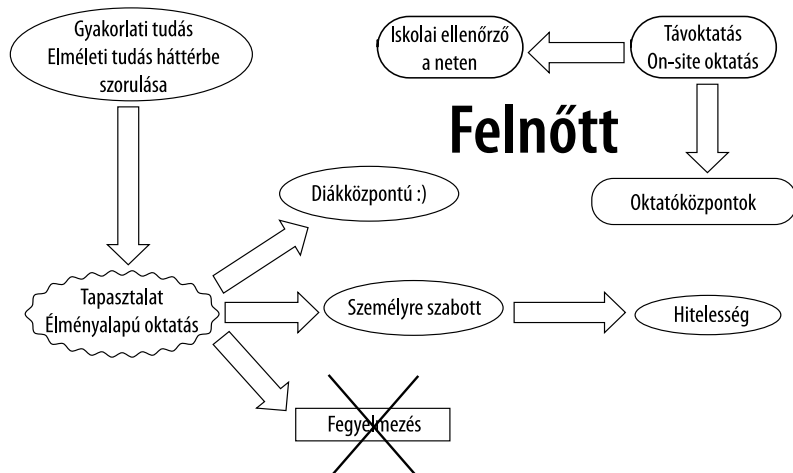 Gyakorlati tudás
Elméleti tudás háttérbe
szorulása
Iskolai ellenőrző
a neten
Távoktatás
On-site oktatás
Felnőtt
Diákközpontú :)
Oktatóközpontok
Tapasztalat
Élményalapú oktatás
Személyre szabott
Hitelesség
Fegyelmezés